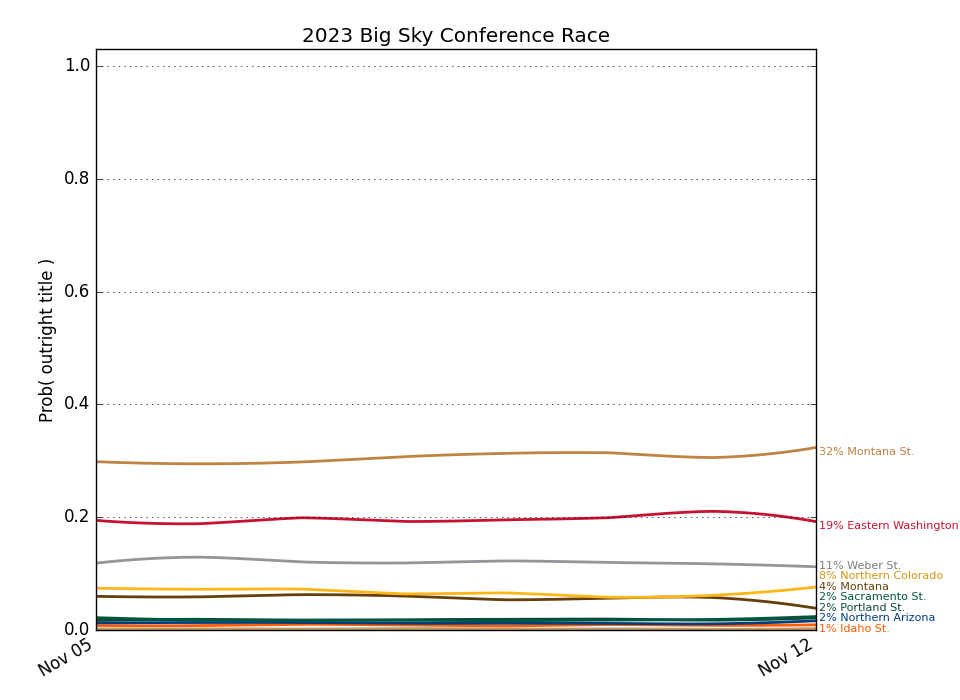 2023 Big Sky Conference Race
Prob( outright title )
1.0
0.8
0.6
0.4
0.2
0.0
Nov 05
Nov 12
32% Montana St.
19% Eastern Washington
11% Weber St.
8% Northern Colorado
4% Montana
2% Sacramento St.
2% Portland St.
2% Northern Arizona
1% Idaho St.